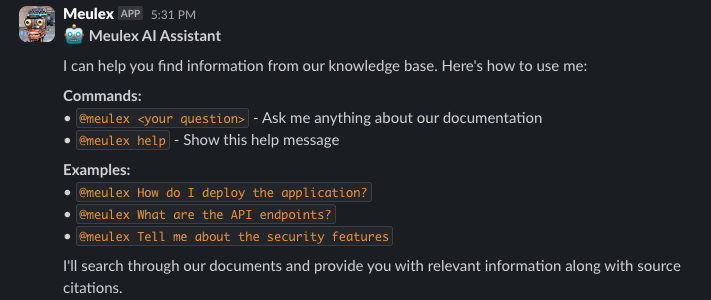 Meulex APP 5:31 PM
🤖 Meulex AI Assistant
I can help you find information from our knowledge base. Here's how to use me:
Commands:
• @meulex <your question> - Ask me anything about our documentation
• @meulex help - Show this help message
Examples:
• @meulex How do I deploy the application?
• @meulex What are the API endpoints?
• @meulex Tell me about the security features
I'll search through our documents and provide you with relevant information along with source
citations.